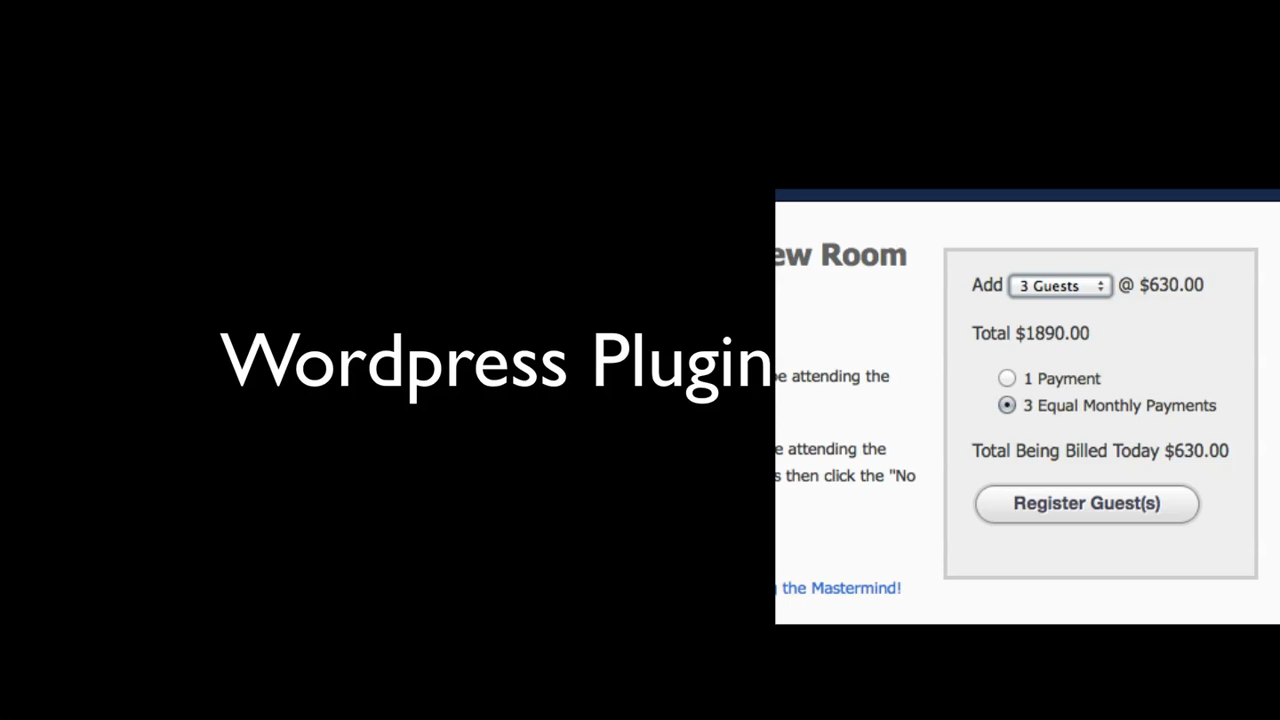 Wordpress Plugin
ew Room
be attending the
e attending the
s then click the "No
the Mastermind!
Add 3 Guests @ $630.00
Total $1890.00
1 Payment
3 Equal Monthly Payments
Total Being Billed Today $630.00
Register Guest(s)